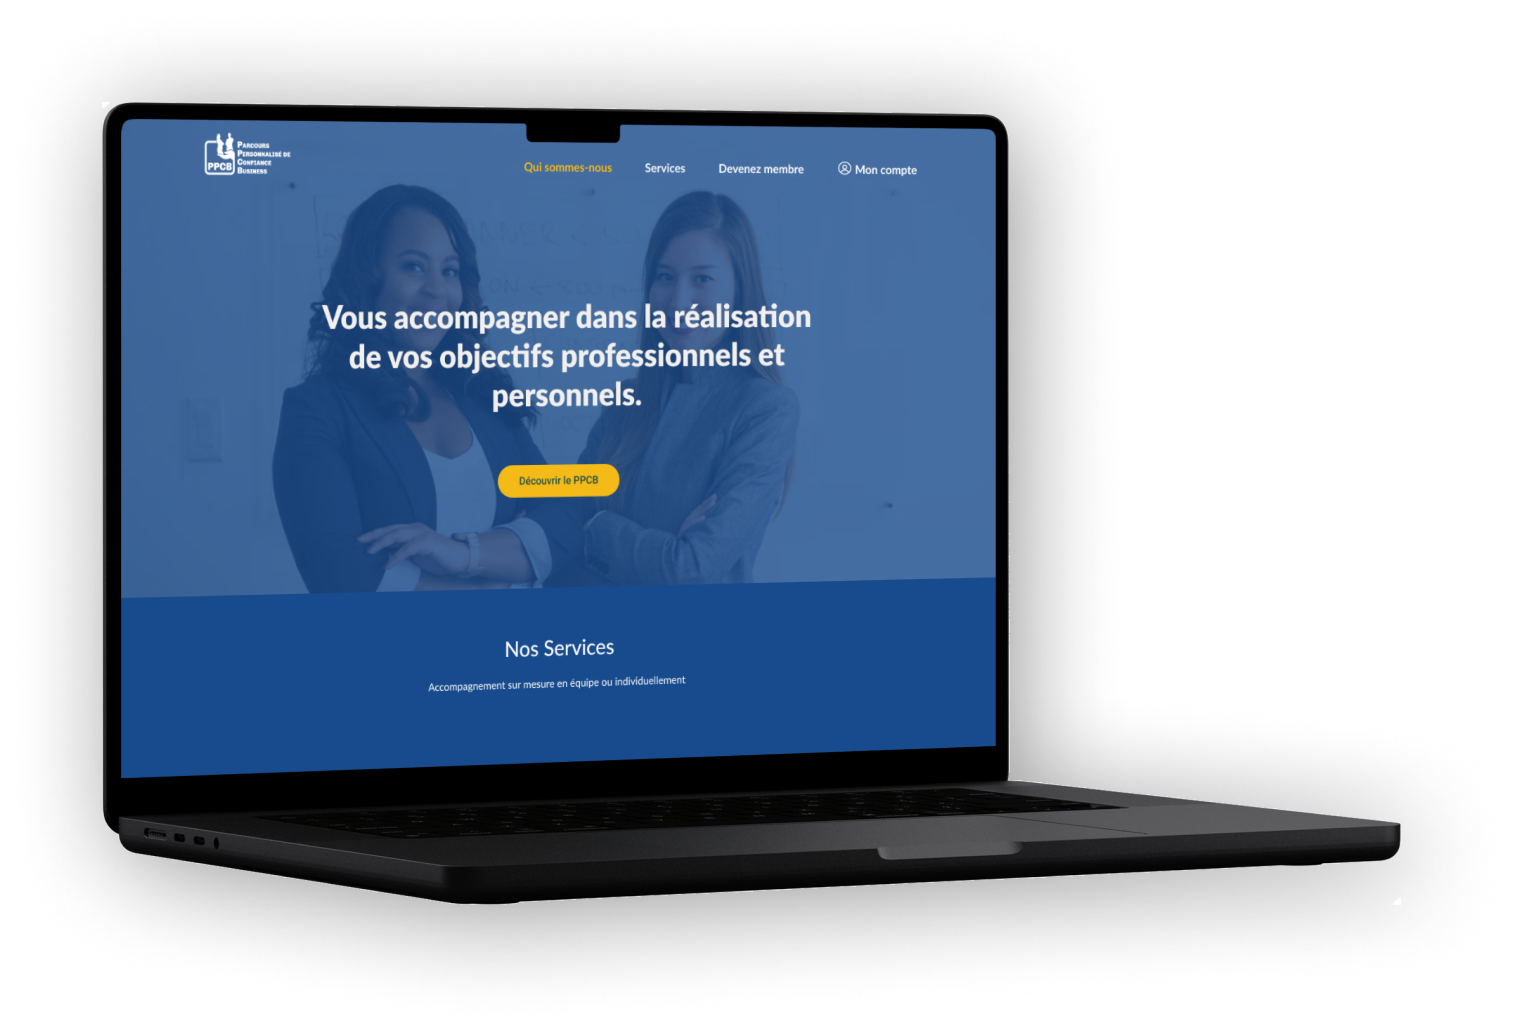 PPCB
PARCOURS
PERSONNALISÉ DE
CONFIANCE
BUSINESS
Qui sommes-nous
Services
Devenez membre
Mon compte
Vous accompagner dans la réalisation
de vos objectifs professionnels et
personnels.
Découvrir le PPCB
Nos Services
Accompagnement sur mesure en équipe ou individuellement